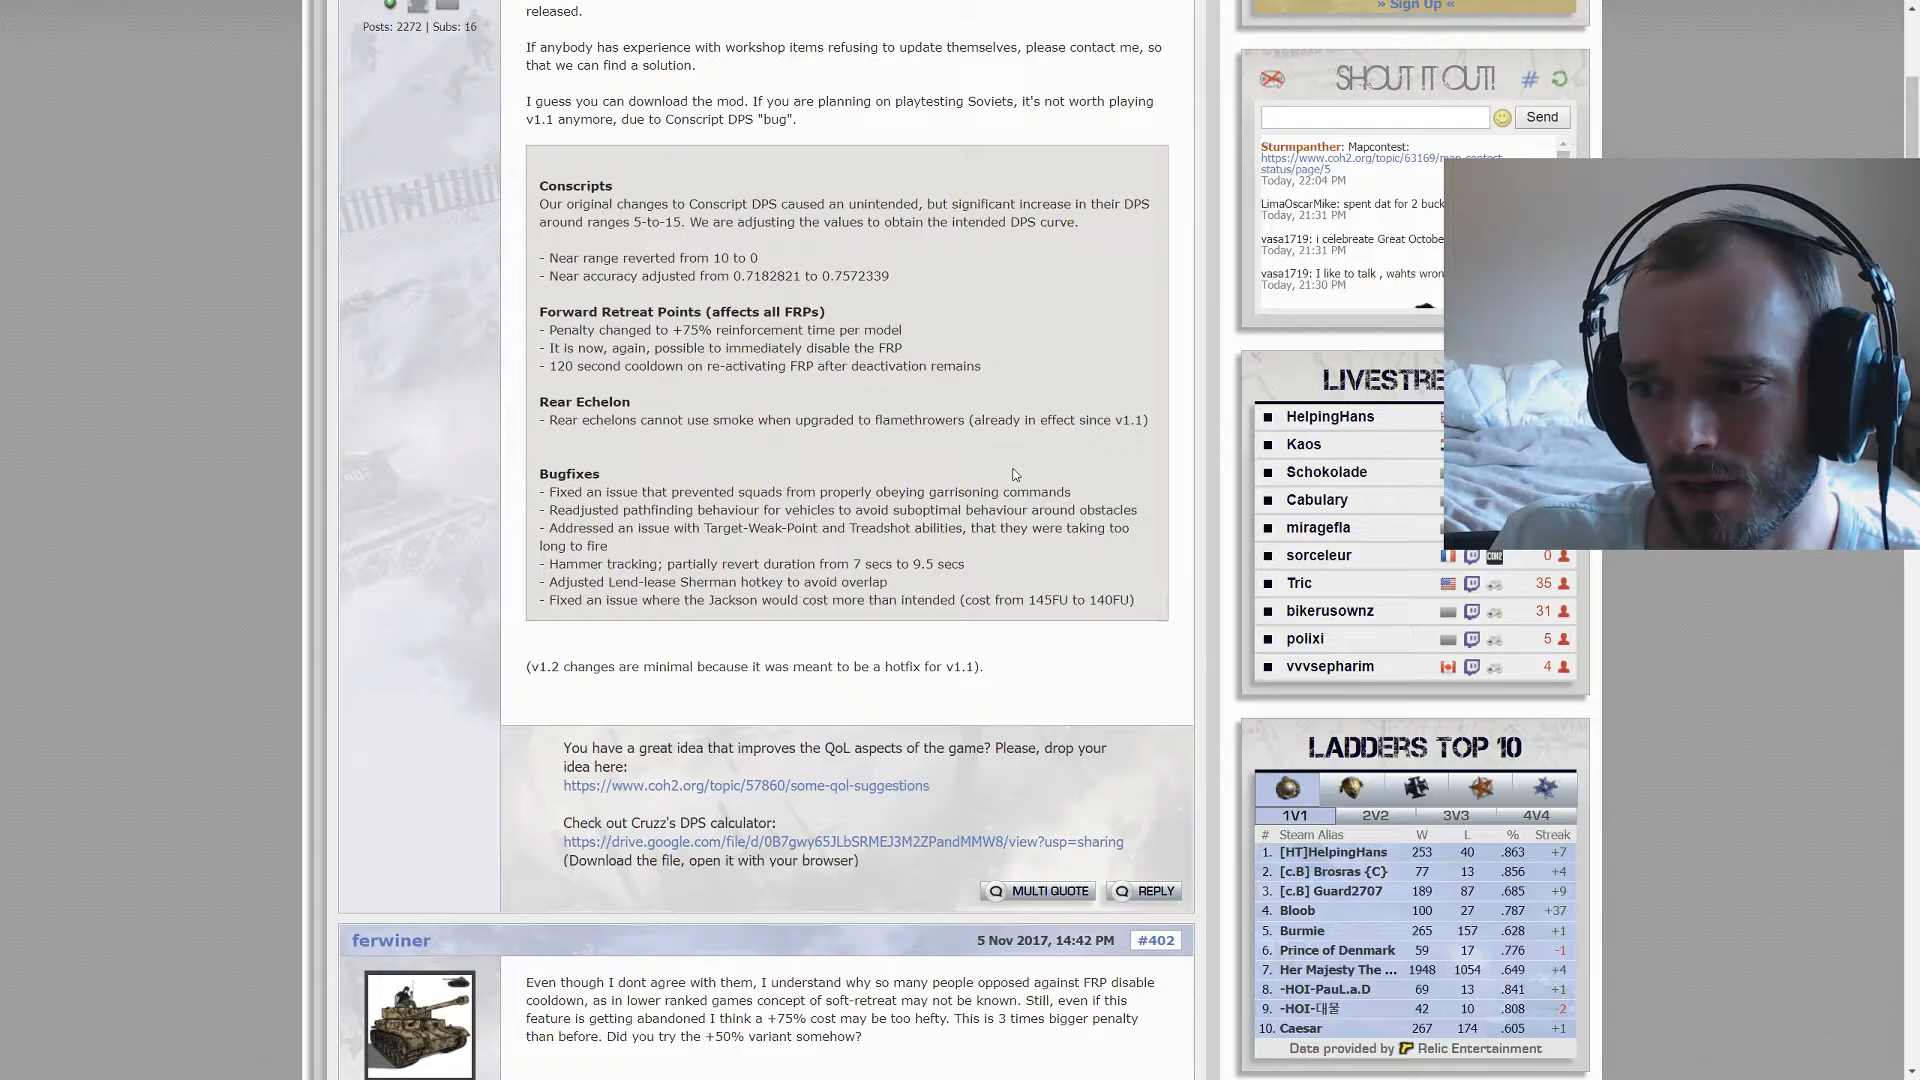 released.
Posts: 2272 | Subs: 16
If anybody has experience with workshop items refusing to update themselves, please contact me, so
that we can find a solution.
I guess you can download the mod. If you are planning on playtesting Soviets, it's not worth playing
v1.1 anymore, due to Conscript DPS "bug".
Conscripts
Our original changes to Conscript DPS caused an unintended, but significant increase in their DPS
around ranges 5-to-15. We are adjusting the values to obtain the intended DPS curve.
- Near range reverted from 10 to 0
- Near accuracy adjusted from 0.7182821 to 0.7572339
Forward Retreat Points (affects all FRPs)
- Penalty changed to +75% reinforcement time per model
- It is now, again, possible to immediately disable the FRP
- 120 second cooldown on re-activating FRP after deactivation remains
Rear Echelon
- Rear echelons cannot use smoke when upgraded to flamethrowers (already in effect since v1.1)
Bugfixes
- Fixed an issue that prevented squads from properly obeying garrisoning commands
- Readjusted pathfinding behaviour for vehicles to avoid suboptimal behaviour around obstacles
- Addressed an issue with Target-Weak-Point and Treadshot abilities, that they were taking too
long to fire
- Hammer tracking; partially revert duration from 7 secs to 9.5 secs
- Adjusted Lend-lease Sherman hotkey to avoid overlap
- Fixed an issue where the Jackson would cost more than intended (cost from 145FU to 140FU)
(v1.2 changes are minimal because it was meant to be a hotfix for v1.1).
You have a great idea that improves the QoL aspects of the game? Please, drop your
idea here:
https://www.coh2.org/topic/57860/some-qol-suggestions
Check out Cruzz's DPS calculator:
https://drive.google.com/file/d/0B7gwy65JLbSRMEJ3M2ZPandMMW8/view?usp=sharing
(Download the file, open it with your browser)
MULTI QUOTE REPLY
ferwiner 5 Nov 2017, 14:42 PM #402
Even though I dont agree with them, I understand why so many people opposed against FRP disable
cooldown, as in lower ranked games concept of soft-retreat may not be known. Still, even if this
feature is getting abandoned I think a +75% cost may be too hefty. This is 3 times bigger penalty
than before. Did you try the +50% variant somehow?
» Sign Up «
SHOUT IT OUT! #
Send
Sturmpanther: Mapcontest:
https://www.coh2.org/topic/63169/map-contest-
status/page/5
Today, 22:04 PM
LimaOscarMike: spent dat for 2 buck
Today, 21:31 PM
vasa1719: i celebreate Great Octobe
Today, 21:31 PM
vasa1719: I like to talk , wahts wron
Today, 21:30 PM
LIVESTRE
HelpingHans
Kaos
Schokolade
Cabulary
miragefla
sorceleur 0
Tric 35
bikerusownz 31
polixi 5
vvvsepharim 4
LADDERS TOP 10
1V1 2V2 3V3 4V4
# Steam Alias W L % Streak
1. [HT]HelpingHans 253 40 .863 +7
2. [c.B] Brosras {C} 77 13 .856 +4
3. [c.B] Guard2707 189 87 .685 +9
4. Bloob 100 27 .787 +37
5. Burmie 265 157 .628 +1
6. Prince of Denmark 59 17 .776 -1
7. Her Majesty The ... 1948 1054 .649 +4
8. -HOI-PauL.a.D 69 13 .841 +1
9. -HOI-대물 42 10 .808 -2
10. Caesar 267 174 .605 +1
Data provided by Relic Entertainment